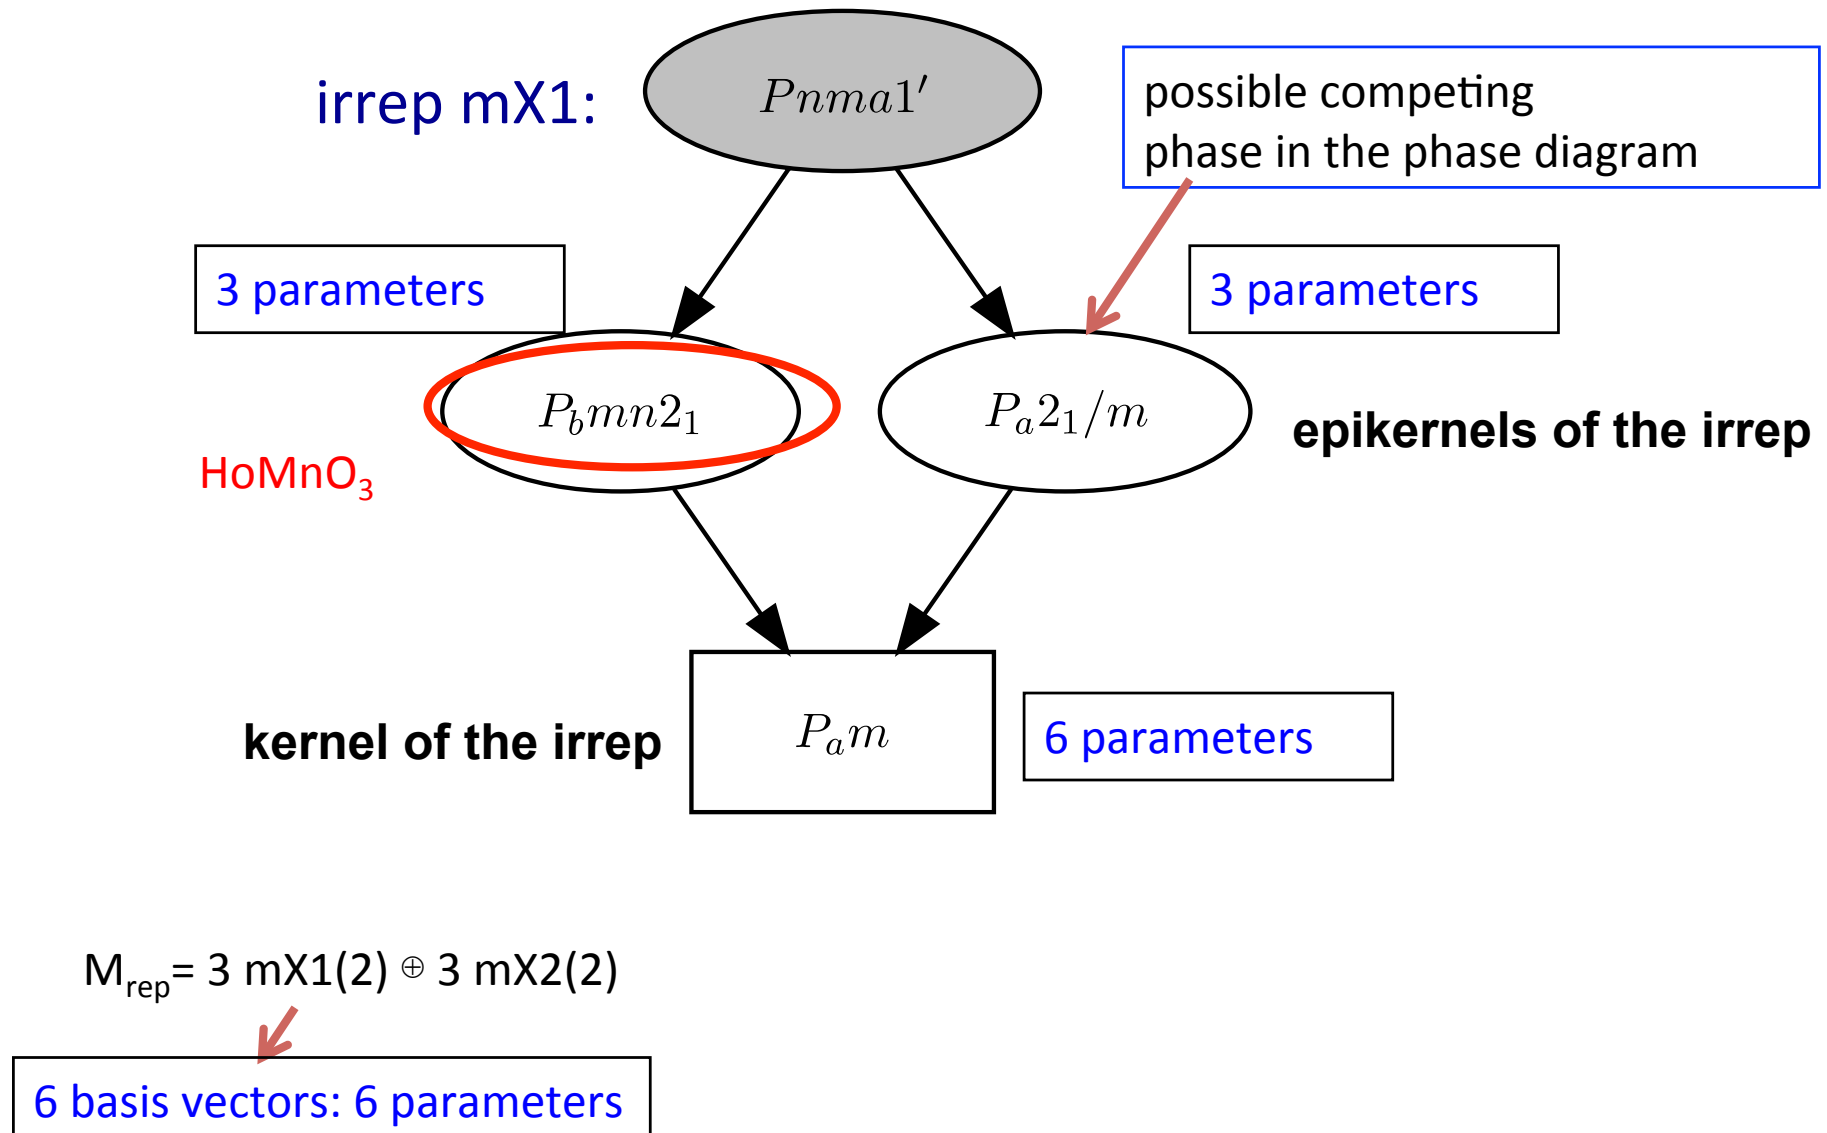 irrep mX1:
Pnma1′
possible competing
phase in the phase diagram
3 parameters
3 parameters
P_bmn2₁
P_a2₁/m
epikernels of the irrep
HoMnO₃
kernel of the irrep
P_am
6 parameters
M_rep= 3 mX1(2) ⊕ 3 mX2(2)
6 basis vectors: 6 parameters